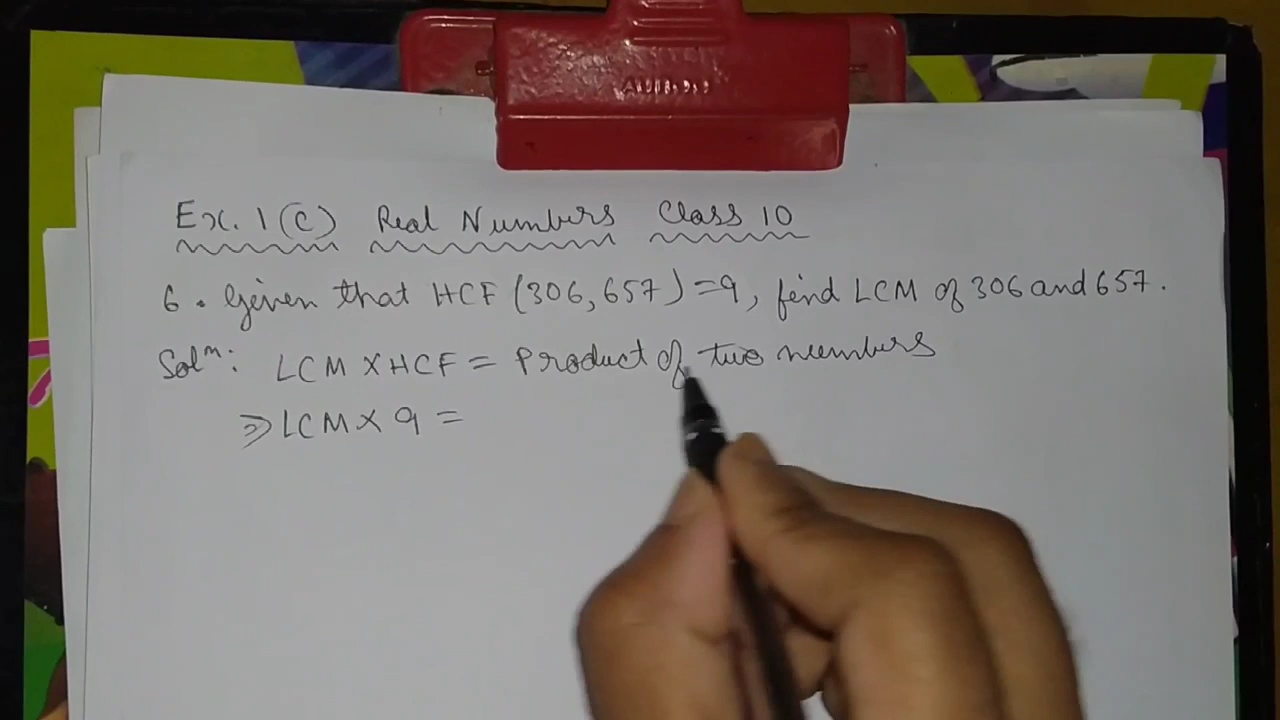 Ex. 1(C) Real Numbers Class 10
6. Given that HCF (306, 657) = 9, find LCM of 306 and 657.
Solⁿ: LCM X HCF = Product of two numbers
⇒ LCM X 9 =